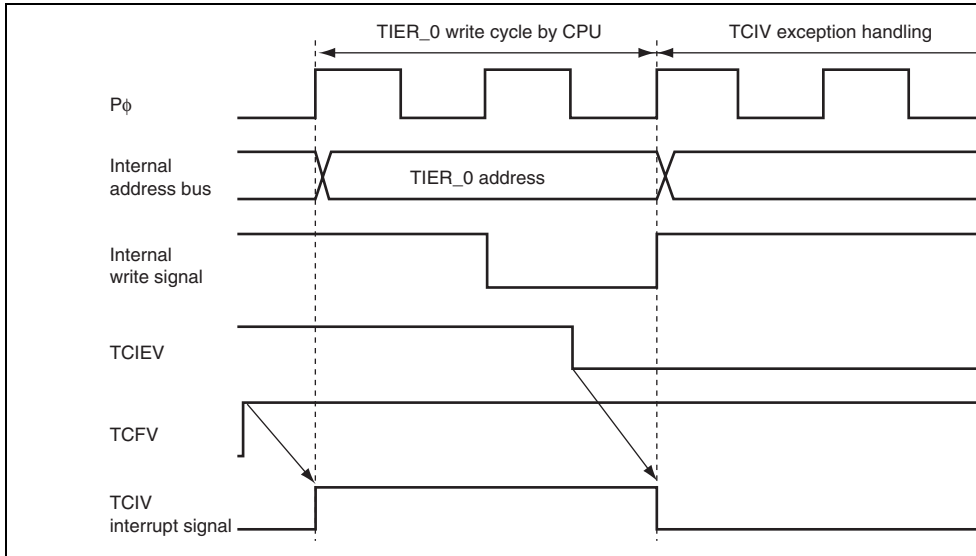 TIER_0 write cycle by CPU
TCIV exception handling
Pϕ
Internal
address bus
TIER_0 address
Internal
write signal
TCIEV
TCFV
TCIV
interrupt signal